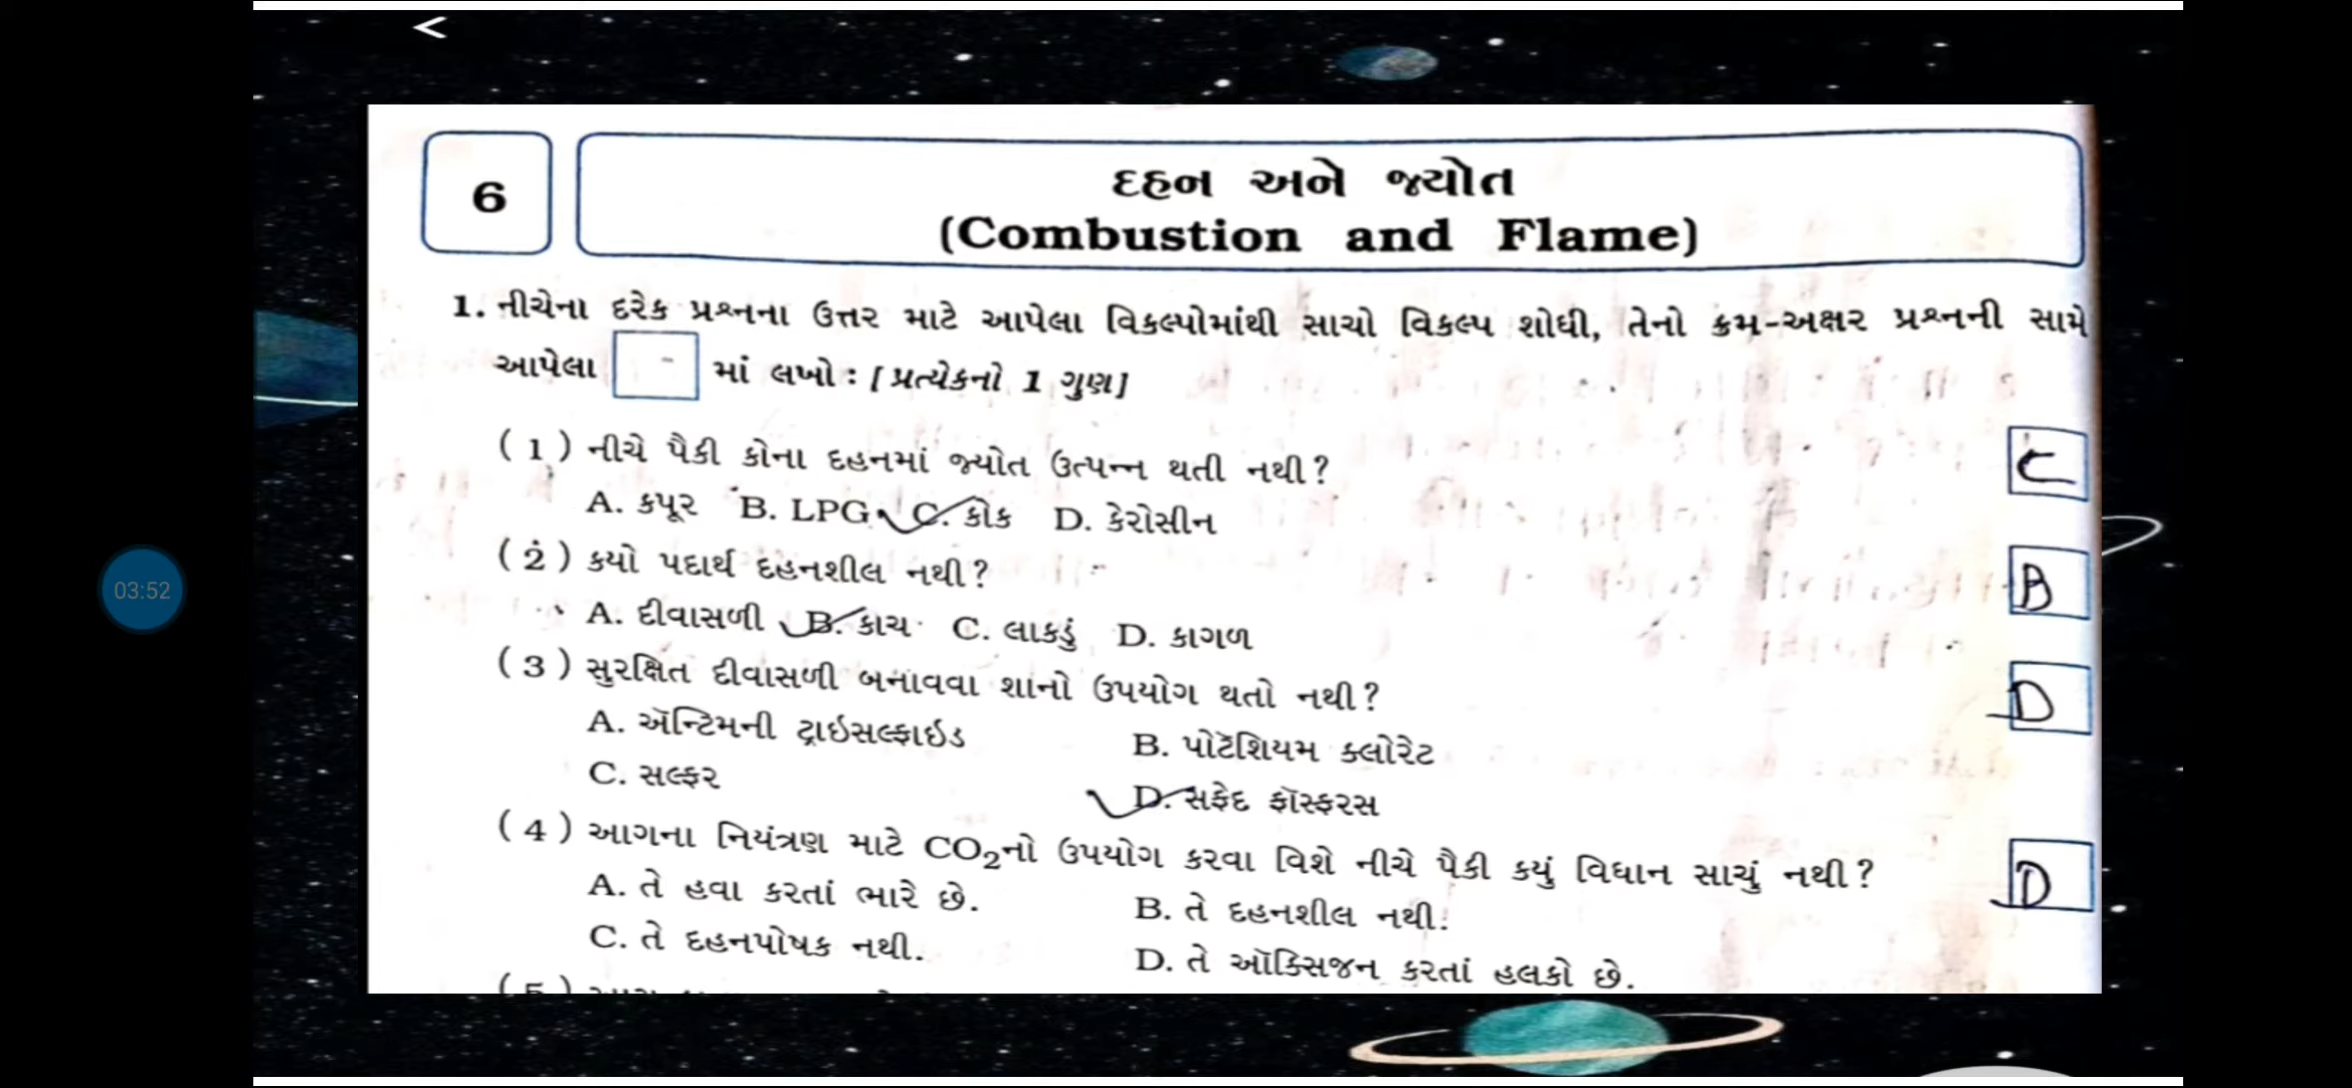 <
6
દહન અને જ્યોત
(Combustion and Flame)
1. નીચેના દરેક પ્રશ્નના ઉત્તર માટે આપેલા વિકલ્પોમાંથી સાચો વિકલ્પ શોધી, તેનો ક્રમ-અક્ષર પ્રશ્નની સામે
આપેલા માં લખો : [પ્રત્યેકનો 1 ગુણ]
(1) નીચે પૈકી કોના દહનમાં જ્યોત ઉત્પન્ન થતી નથી? C
A. કપૂર B. LPG C. કોક D. કેરોસીન
(2) કયો પદાર્થ દહનશીલ નથી? B
A. દીવાસળી B. કાચ C. લાકડું D. કાગળ
03:52
(3) સુરક્ષિત દીવાસળી બનાવવા શાનો ઉપયોગ થતો નથી? D
A. ઍન્ટિમની ટ્રાઇસલ્ફાઇડ B. પોટૅશિયમ ક્લોરેટ
C. સલ્ફર D. સફેદ ફૉસ્ફરસ
(4) આગના નિયંત્રણ માટે CO₂નો ઉપયોગ કરવા વિશે નીચે પૈકી કયું વિધાન સાચું નથી? D
A. તે હવા કરતાં ભારે છે. B. તે દહનશીલ નથી.
C. તે દહનપોષક નથી. D. તે ઑક્સિજન કરતાં હલકો છે.